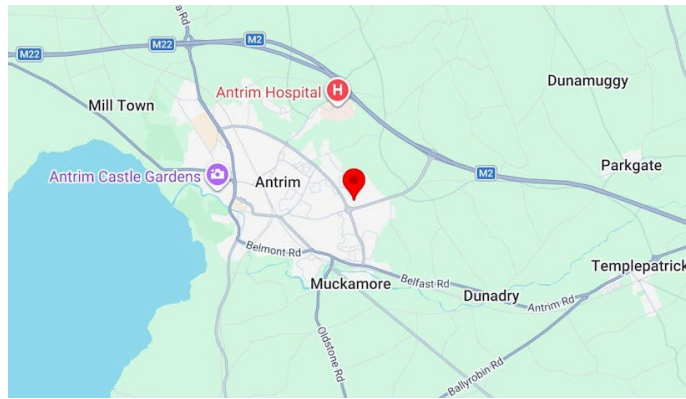 a Rd
M22
M22
M2
Antrim Hospital
H
Dunamuggy
Mill Town
Parkgate
M2
Antrim Castle Gardens
Antrim
Belmont Rd
Muckamore
Belfast Rd
Dunadry
Templepatrick
Antrim Rd
Oldstone Rd
Ballyrobin Rd